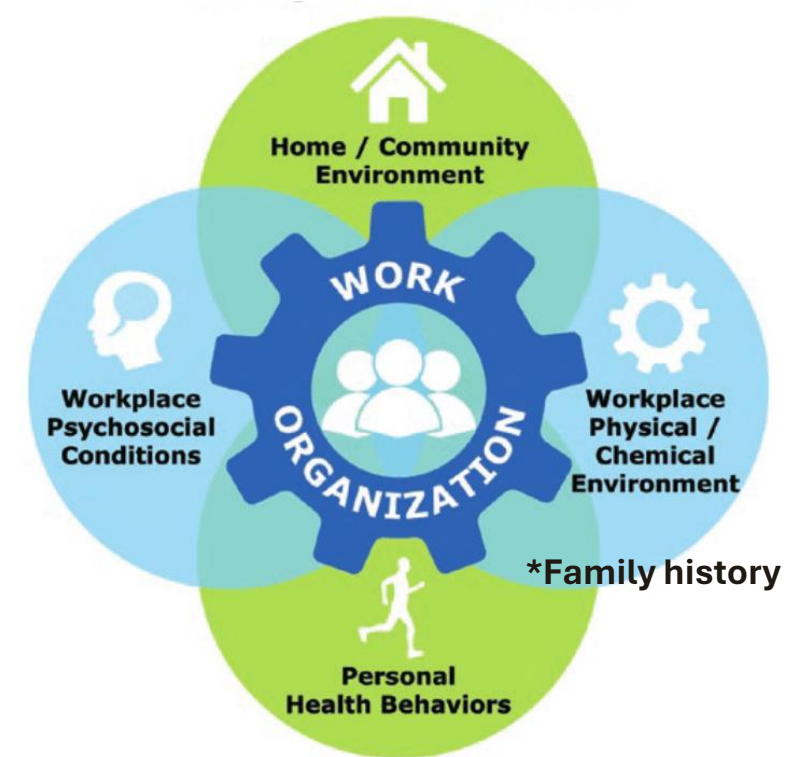 Home / Community
Environment
WORK
ORGANIZATION
Workplace
Psychosocial
Conditions
Workplace
Physical /
Chemical
Environment
*Family history
Personal
Health Behaviors